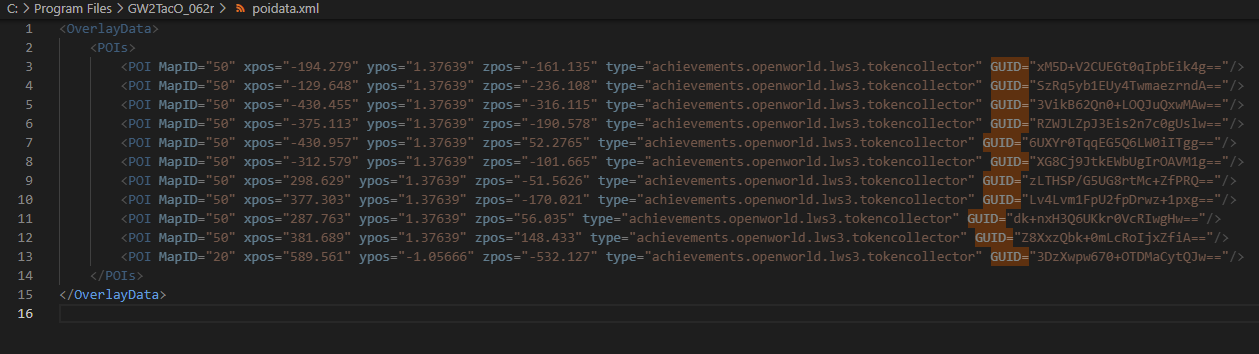 C: > Program Files > GW2TacO_062r > poidata.xml
1 <OverlayData>
2 <POIs>
3 <POI MapID="50" xpos="-194.279" ypos="1.37639" zpos="-161.135" type="achievements.openworld.lws3.tokencollector" GUID="xM5D+V2CUEGt0qIpbEik4g=="/>
4 <POI MapID="50" xpos="-129.648" ypos="1.37639" zpos="-236.108" type="achievements.openworld.lws3.tokencollector" GUID="SzRq5yb1EUy4TwmaezrndA=="/>
5 <POI MapID="50" xpos="-430.455" ypos="1.37639" zpos="-316.115" type="achievements.openworld.lws3.tokencollector" GUID="3VikB62Qn0+LOQJuQxwMAw=="/>
6 <POI MapID="50" xpos="-375.113" ypos="1.37639" zpos="-190.578" type="achievements.openworld.lws3.tokencollector" GUID="RZWJLZpJ3Eis2n7c0gUslw=="/>
7 <POI MapID="50" xpos="-430.957" ypos="1.37639" zpos="52.2765" type="achievements.openworld.lws3.tokencollector" GUID="6UXYr0TqqEG5Q6LW0iITgg=="/>
8 <POI MapID="50" xpos="-312.579" ypos="1.37639" zpos="-101.665" type="achievements.openworld.lws3.tokencollector" GUID="XG8Cj9JtkEWbUgIrOAVM1g=="/>
9 <POI MapID="50" xpos="298.629" ypos="1.37639" zpos="-51.5626" type="achievements.openworld.lws3.tokencollector" GUID="zLTHSP/G5UG8rtMc+ZfPRQ=="/>
10 <POI MapID="50" xpos="377.303" ypos="1.37639" zpos="-170.021" type="achievements.openworld.lws3.tokencollector" GUID="Lv4Lvm1FpU2fpDrwz+1pxg=="/>
11 <POI MapID="50" xpos="287.763" ypos="1.37639" zpos="56.035" type="achievements.openworld.lws3.tokencollector" GUID="dk+nxH3Q6UKkr0VcRIwgHw=="/>
12 <POI MapID="50" xpos="381.689" ypos="1.37639" zpos="148.433" type="achievements.openworld.lws3.tokencollector" GUID="Z8XxzQbk+0mLcRoIjxZfiA=="/>
13 <POI MapID="20" xpos="589.561" ypos="-1.05666" zpos="-532.127" type="achievements.openworld.lws3.tokencollector" GUID="3DzXwpw670+OTDMaCytQJw=="/>
14 </POIs>
15 </OverlayData>
16